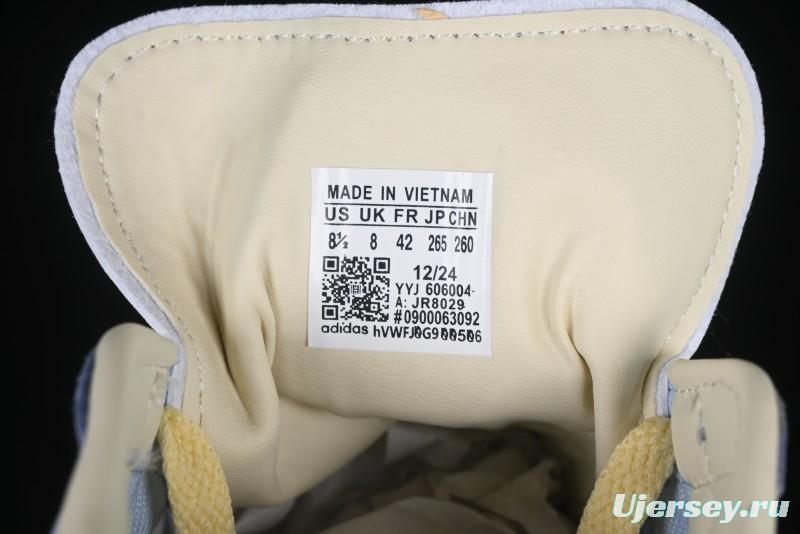 MADE IN VIETNAM
US UK FR JP CHN
8½ 8 42 265 260
12/24
YYJ 606004
A: JR8029
#0900063092
adidas hVWFJ0G900506
Ujersey.ru